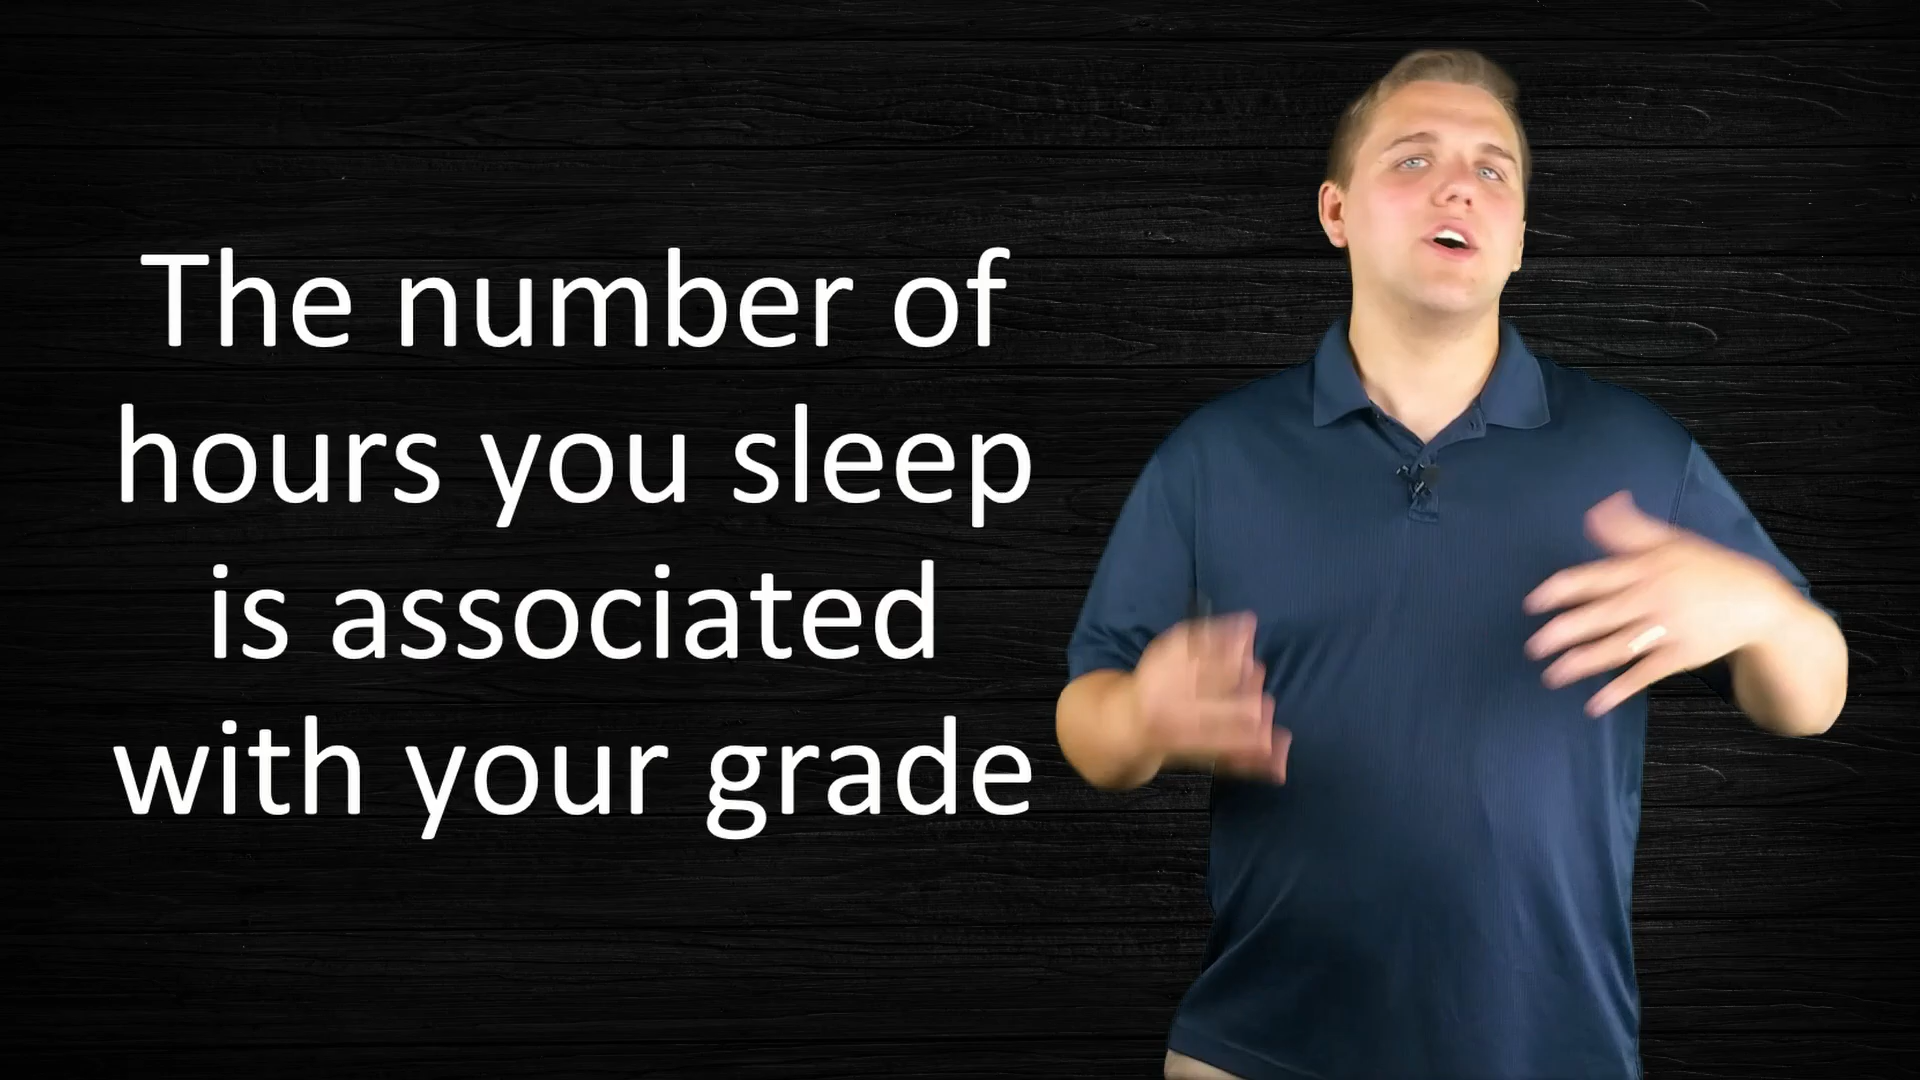 The number of
hours you sleep
is associated
with your grade